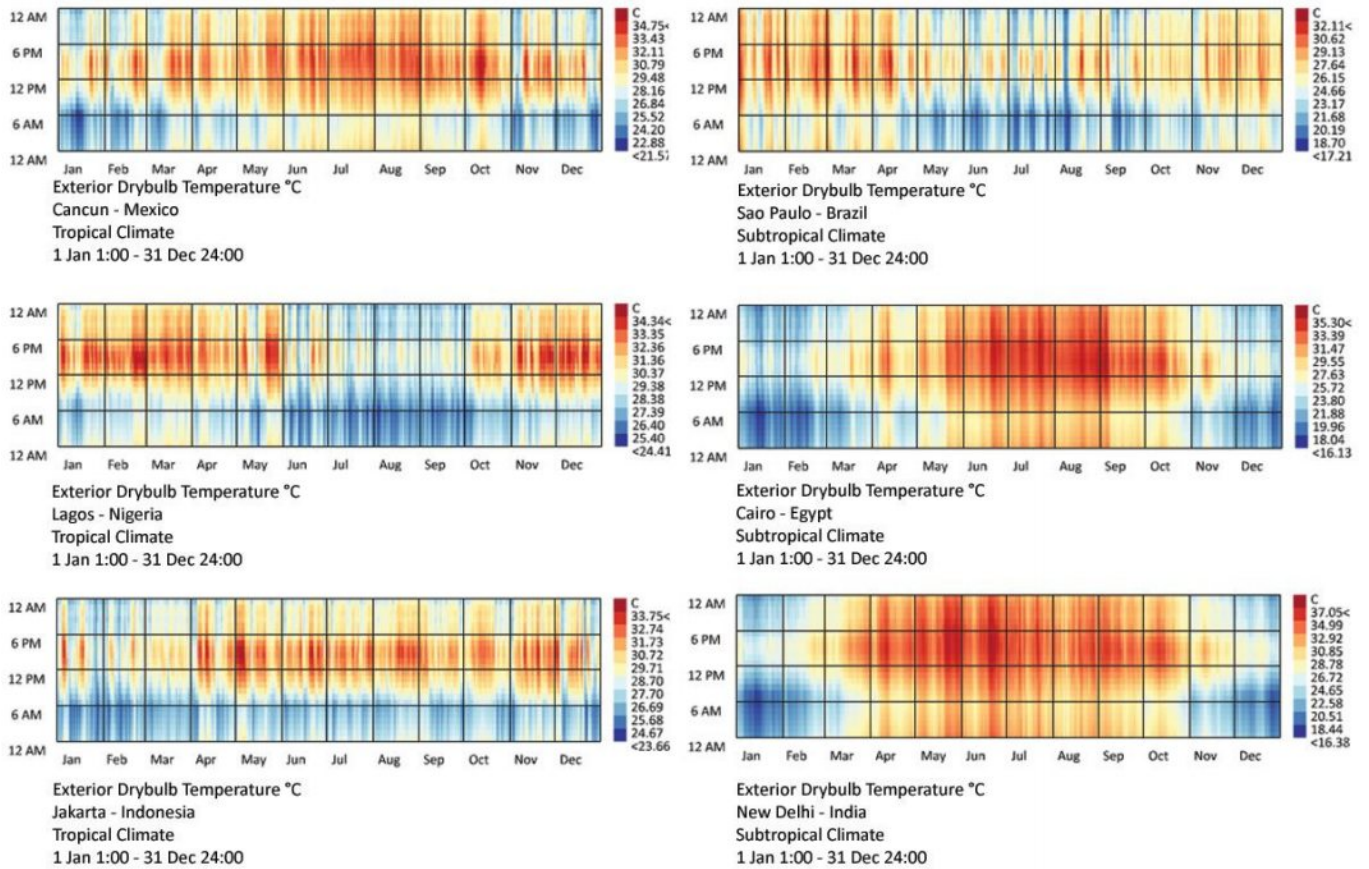 12 AM
6 PM
12 PM
6 AM
12 AM
C
34.75<
33.43
32.11
30.79
29.48
28.16
26.84
25.52
24.20
22.88
<21.57
Jan Feb Mar Apr May Jun Jul Aug Sep Oct Nov Dec
Exterior Drybulb Temperature °C
Cancun - Mexico
Tropical Climate
1 Jan 1:00 - 31 Dec 24:00
12 AM
6 PM
12 PM
6 AM
12 AM
C
32.11<
30.62
29.13
27.64
26.15
24.66
23.17
21.68
20.19
18.70
<17.21
Jan Feb Mar Apr May Jun Jul Aug Sep Oct Nov Dec
Exterior Drybulb Temperature °C
Sao Paulo - Brazil
Subtropical Climate
1 Jan 1:00 - 31 Dec 24:00
12 AM
6 PM
12 PM
6 AM
12 AM
C
34.34<
33.35
32.36
31.36
30.37
29.38
28.38
27.39
26.40
25.40
<24.41
Jan Feb Mar Apr May Jun Jul Aug Sep Oct Nov Dec
Exterior Drybulb Temperature °C
Lagos - Nigeria
Tropical Climate
1 Jan 1:00 - 31 Dec 24:00
12 AM
6 PM
12 PM
6 AM
12 AM
C
35.30<
33.39
31.47
29.55
27.63
25.72
23.80
21.88
19.96
18.04
<16.13
Jan Feb Mar Apr May Jun Jul Aug Sep Oct Nov Dec
Exterior Drybulb Temperature °C
Cairo - Egypt
Subtropical Climate
1 Jan 1:00 - 31 Dec 24:00
12 AM
6 PM
12 PM
6 AM
12 AM
C
33.75<
32.74
31.73
30.72
29.71
28.70
27.70
26.69
25.68
24.67
<23.66
Jan Feb Mar Apr May Jun Jul Aug Sep Oct Nov Dec
Exterior Drybulb Temperature °C
Jakarta - Indonesia
Tropical Climate
1 Jan 1:00 - 31 Dec 24:00
12 AM
6 PM
12 PM
6 AM
12 AM
C
37.05<
34.99
32.92
30.85
28.78
26.72
24.65
22.58
20.51
18.44
<16.38
Jan Feb Mar Apr May Jun Jul Aug Sep Oct Nov Dec
Exterior Drybulb Temperature °C
New Delhi - India
Subtropical Climate
1 Jan 1:00 - 31 Dec 24:00